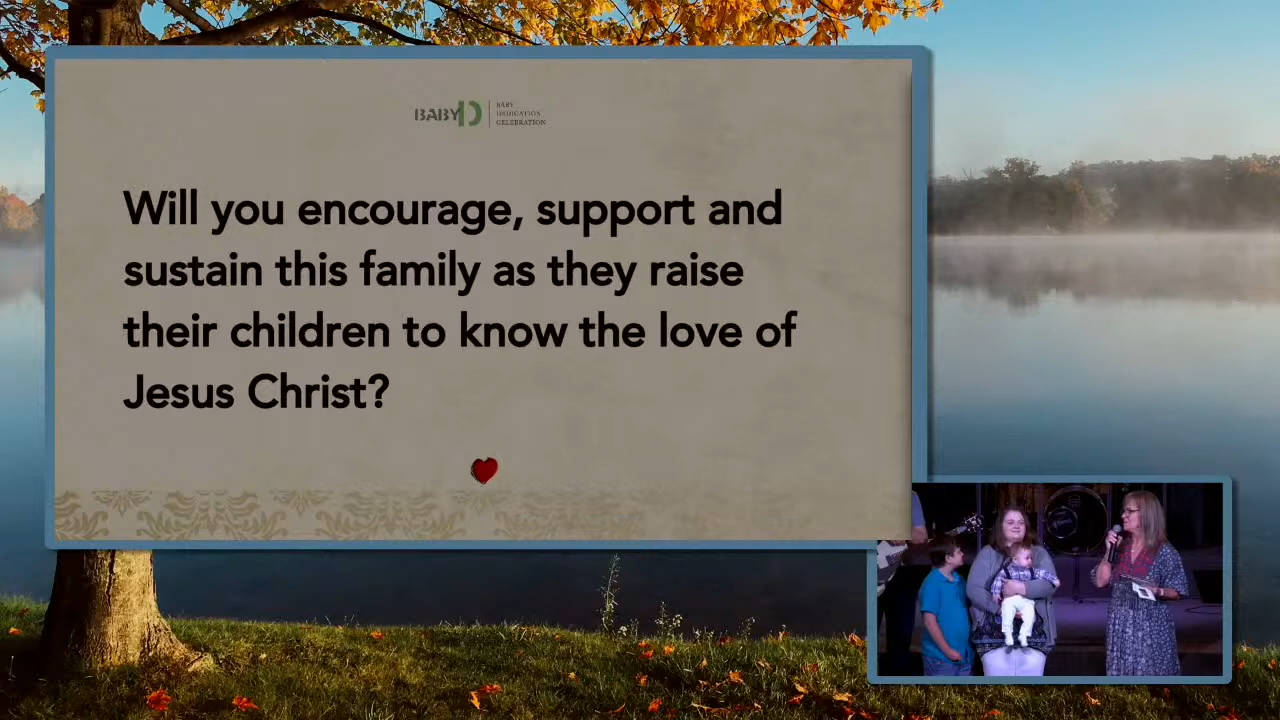 BABYD
BABY
DEDICATION
CELEBRATION
Will you encourage, support and
sustain this family as they raise
their children to know the love of
Jesus Christ?